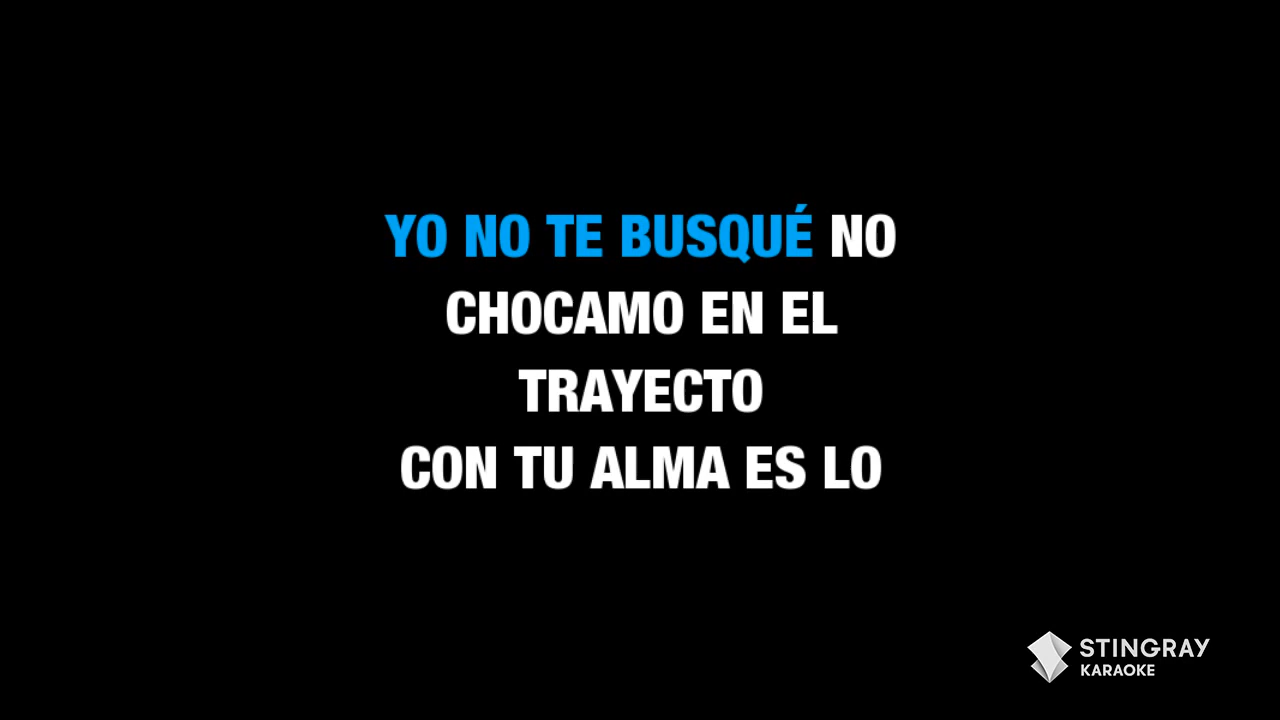 YO NO TE BUSQUÉ NO
CHOCAMO EN EL
TRAYECTO
CON TU ALMA ES LO
STINGRAY
KARAOKE